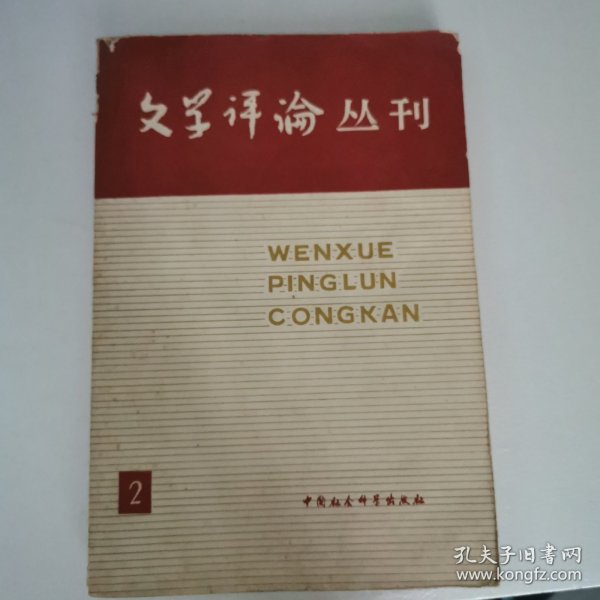 文学评論丛刊
WENXUE
PINGLUN
CONGKAN
2
中国社会科学出版社
孔夫子旧书网
www.kongfz.com